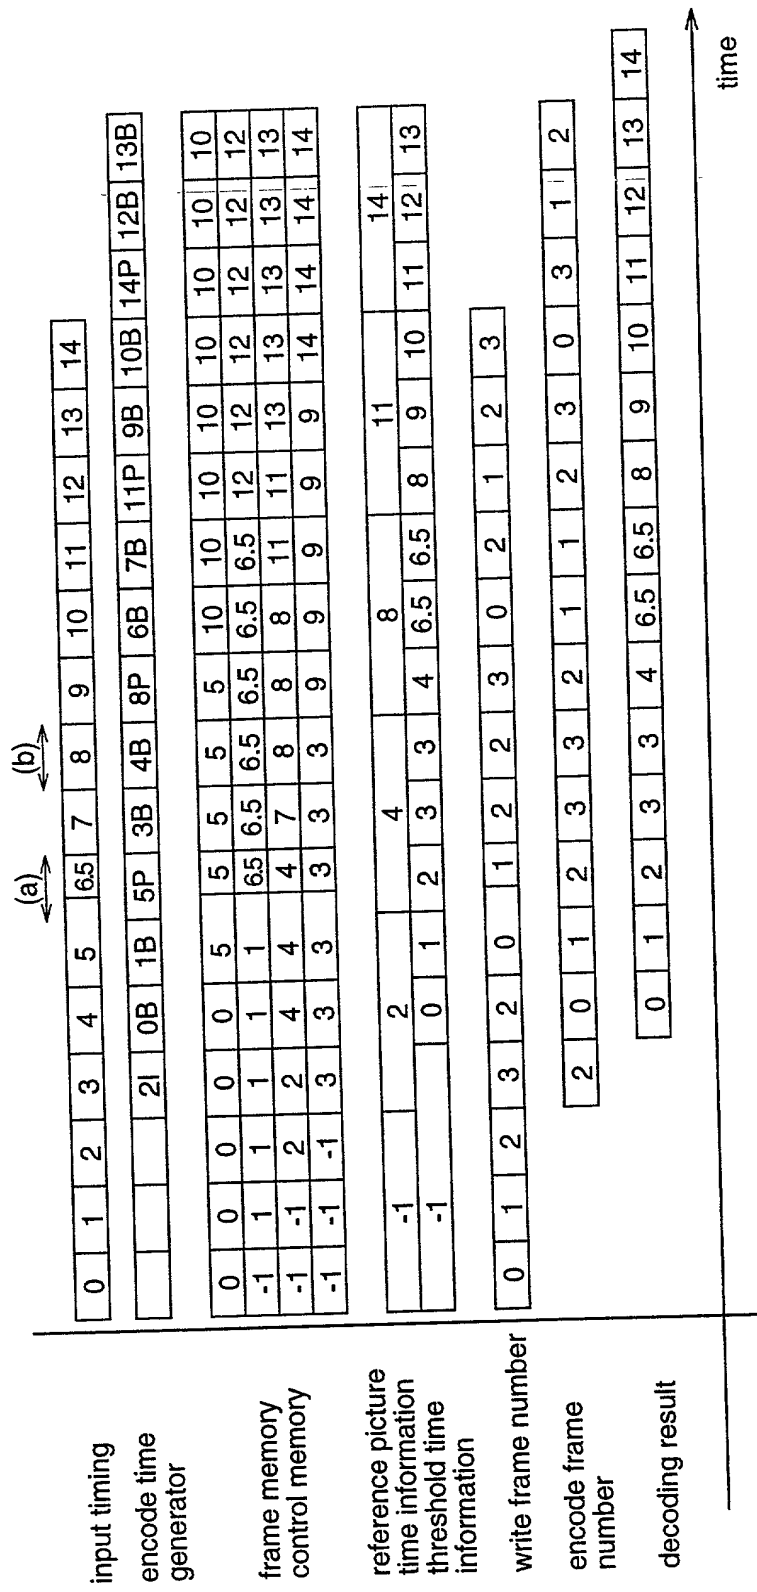 (a) (b)
input timing 0 1 2 3 4 5 6.5 7 8 9 10 11 12 13 14
encode time
generator 2I 0B 1B 5P 3B 4B 8P 6B 7B 11P 9B 10B 14P 12B 13B
0 0 0 0 0 5 5 5 5 5 10 10 10 10 10 10 10 10
frame memory -1 1 1 1 1 1 6.5 6.5 6.5 6.5 6.5 6.5 12 12 12 12 12 12
control memory -1 -1 2 2 4 4 4 7 8 8 8 11 11 13 13 13 13 13
-1 -1 -1 3 3 3 3 3 3 9 9 9 9 9 14 14 14 14
reference picture
time information -1 2 4 8 11 14
threshold time
information -1 0 1 2 3 3 4 6.5 6.5 8 9 10 11 12 13
write frame number 0 1 2 3 2 0 1 2 2 3 0 2 1 2 3
encode frame
number 2 0 1 2 3 3 2 1 1 2 3 0 3 1 2
decoding result 0 1 2 3 3 4 6.5 6.5 8 9 10 11 12 13 14
time